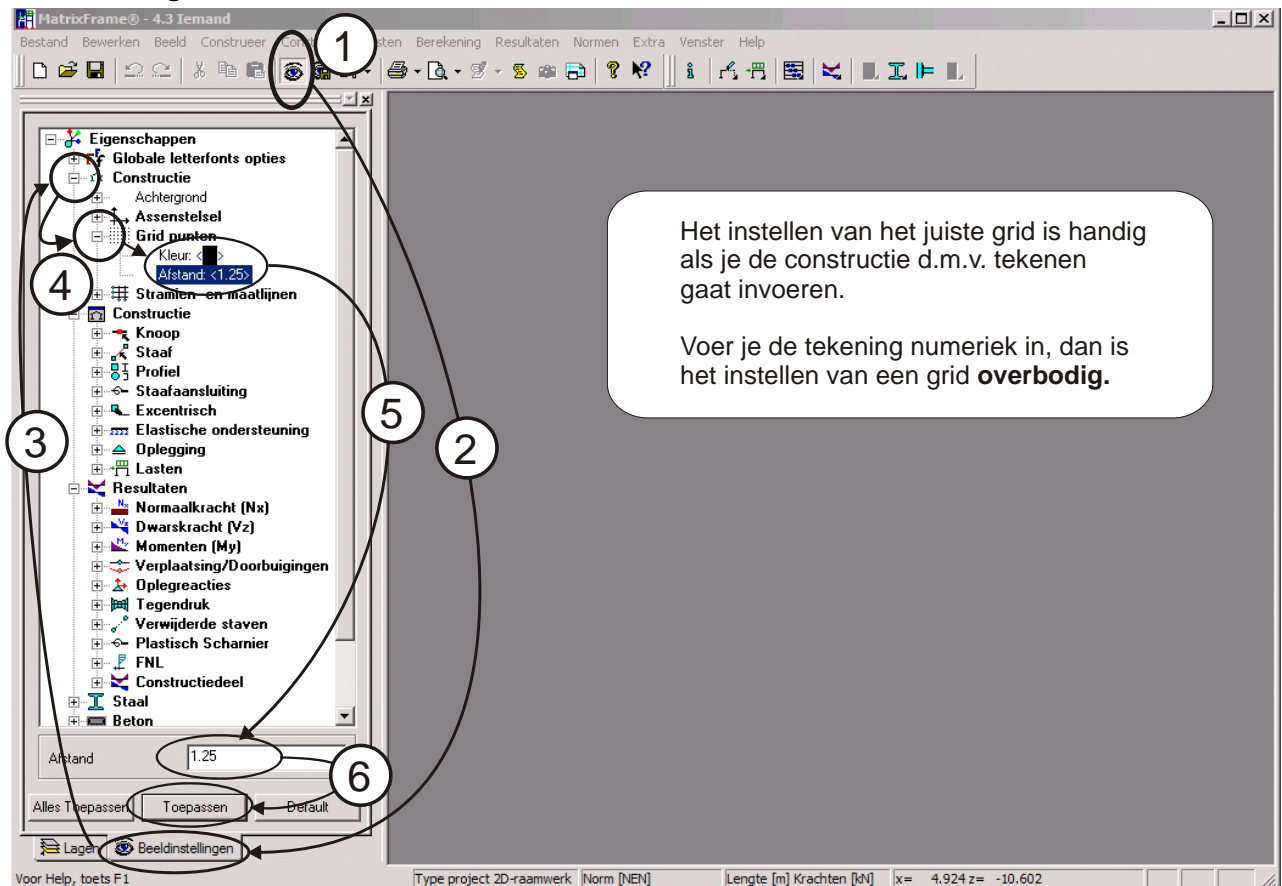 MatrixFrame® - 4.3 Iemand
Bestand Bewerken Beeld Construeer sten Berekening Resultaten Normen Extra Venster Help
1
Eigenschappen
Globale letterfonts opties
Constructie
Achtergrond
Assenstelsel
Grid punten
Kleur: < >
Afstand: <1.25>
Stramien- en maatlijnen
Constructie
Knoop
Staaf
Profiel
Staafaansluiting
Excentrisch
Elastische ondersteuning
Oplegging
Lasten
Resultaten
Normaalkracht (Nx)
Dwarskracht (Vz)
Momenten (My)
Verplaatsing/Doorbuigingen
Oplegreacties
Tegendruk
Verwijderde staven
Plastisch Scharnier
FNL
Constructiedeel
Staal
Beton
4
3
5
2
Het instellen van het juiste grid is handig
als je de constructie d.m.v. tekenen
gaat invoeren.
Voer je de tekening numeriek in, dan is
het instellen van een grid overbodig.
Afstand 1.25
6
Alles Toepassen Toepassen Default
Lagen Beeldinstellingen
Voor Help, toets F1 Type project 2D-raamwerk Norm [NEN] Lengte [m] Krachten [kN] x= 4.924 z= -10.602